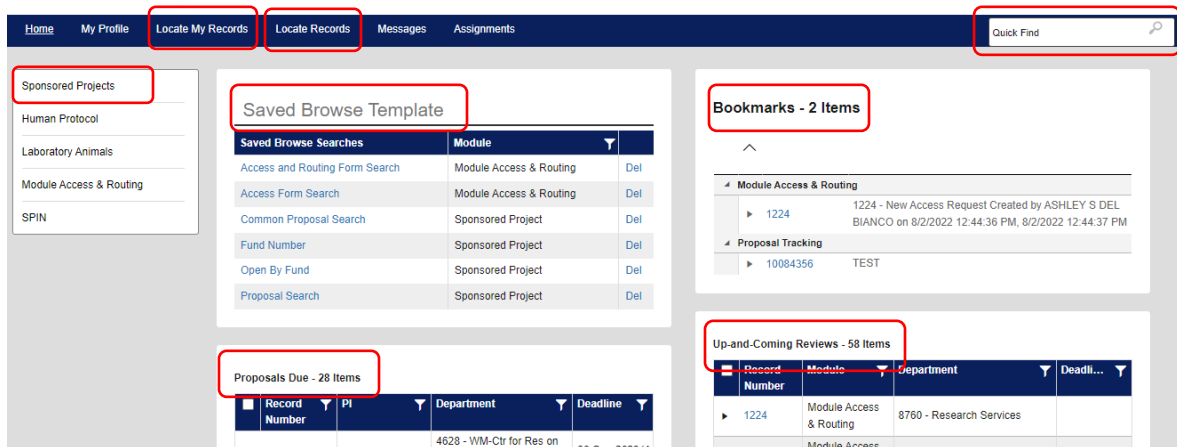 Home My Profile Locate My Records Locate Records Messages Assignments Quick Find
Sponsored Projects
Human Protocol
Laboratory Animals
Module Access & Routing
SPIN
Saved Browse Template
Saved Browse Searches Module
Access and Routing Form Search Module Access & Routing Del
Access Form Search Module Access & Routing Del
Common Proposal Search Sponsored Project Del
Fund Number Sponsored Project Del
Open By Fund Sponsored Project Del
Proposal Search Sponsored Project Del
Proposals Due - 28 Items
Record Number PI Department Deadline
4628 - WM-Ctr for Res on
Bookmarks - 2 Items
Module Access & Routing
1224 1224 - New Access Request Created by ASHLEY S DEL
BIANCO on 8/2/2022 12:44:36 PM, 8/2/2022 12:44:37 PM
Proposal Tracking
10084356 TEST
Up-and-Coming Reviews - 58 Items
Record Number Module Department Deadli...
1224 Module Access & Routing 8760 - Research Services
Module Access